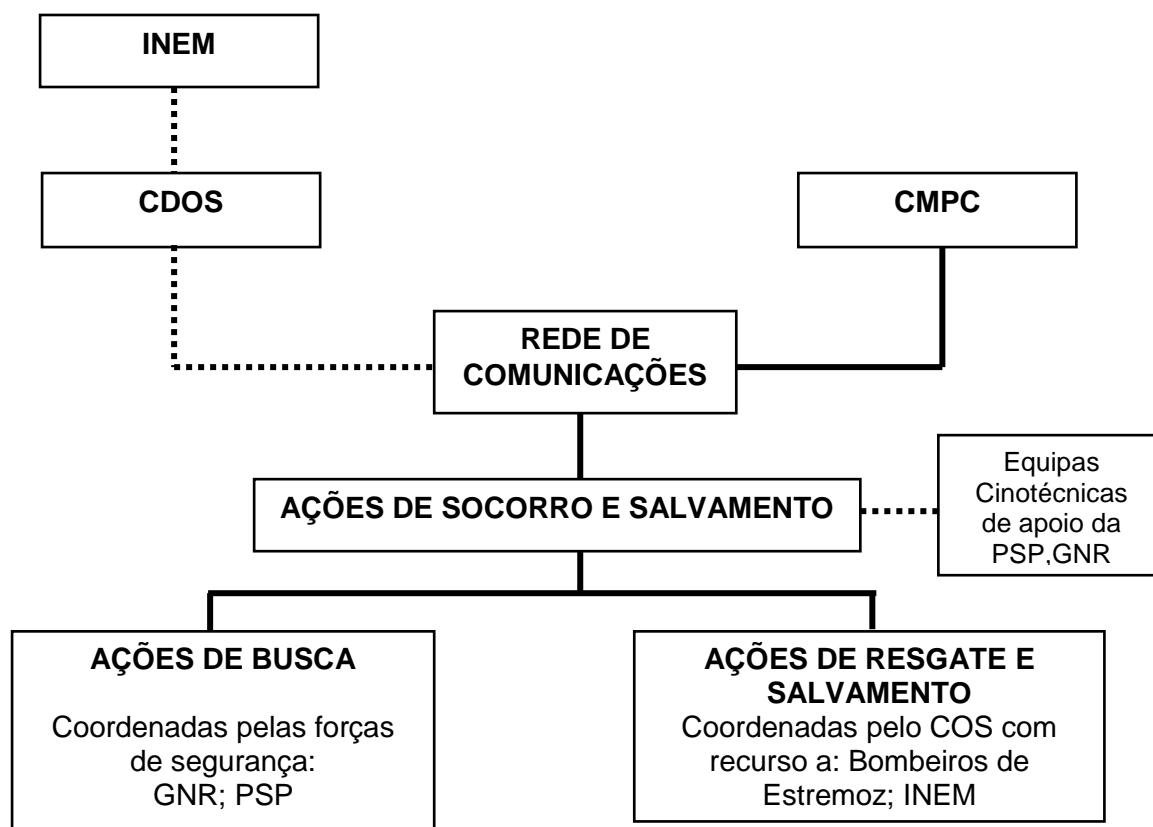 INEM
CDOS
CMPC
REDE DE
COMUNICAÇÕES
AÇÕES DE SOCORRO E SALVAMENTO
Equipas
Cinotécnicas
de apoio da
PSP,GNR
AÇÕES DE BUSCA
Coordenadas pelas forças
de segurança:
GNR; PSP
AÇÕES DE RESGATE E
SALVAMENTO
Coordenadas pelo COS com
recurso a: Bombeiros de
Estremoz; INEM